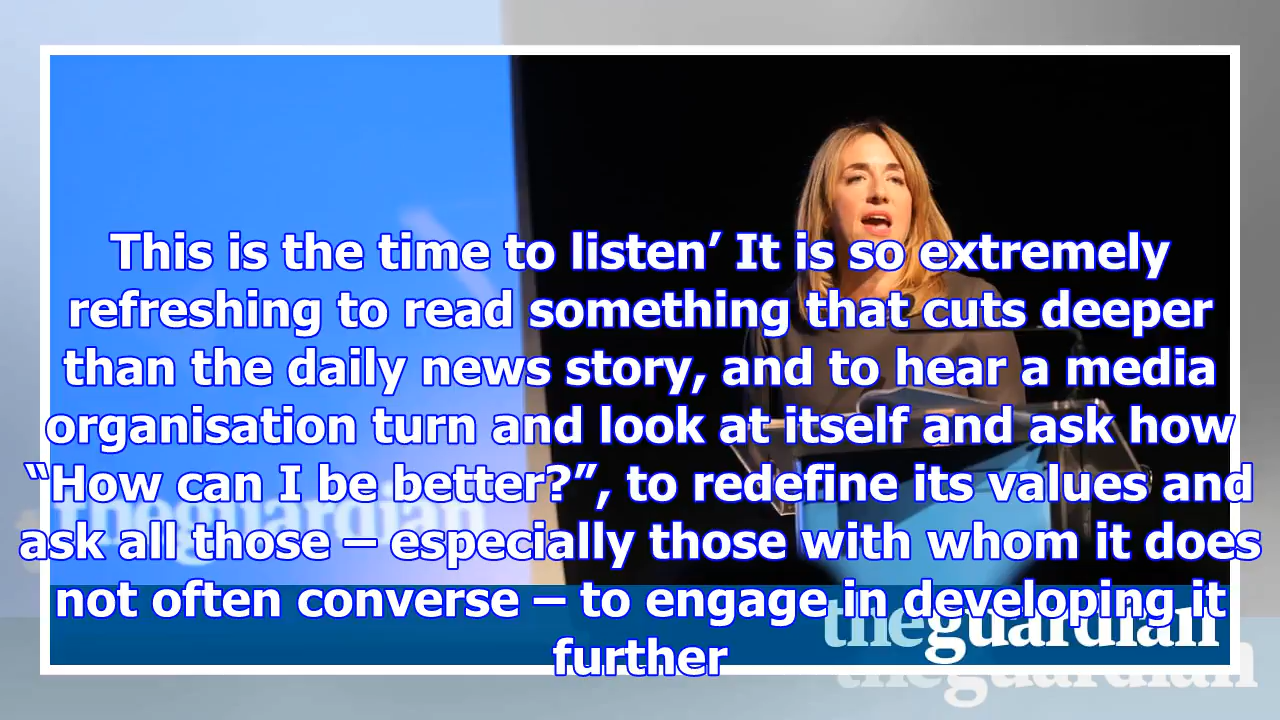 This is the time to listen’ It is so extremely
refreshing to read something that cuts deeper
than the daily news story, and to hear a media
organisation turn and look at itself and ask how
“How can I be better?”, to redefine its values and
ask all those – especially those with whom it does
not often converse – to engage in developing it
further
theguardian
theguardian
theguardian